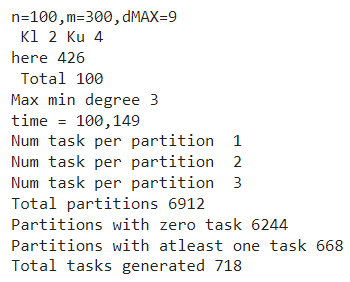 n=100,m=300,dMAX=9
Kl 2 Ku 4
here 426
Total 100
Max min degree 3
time = 100,149
Num task per partition 1
Num task per partition 2
Num task per partition 3
Total partitions 6912
Partitions with zero task 6244
Partitions with atleast one task 668
Total tasks generated 718